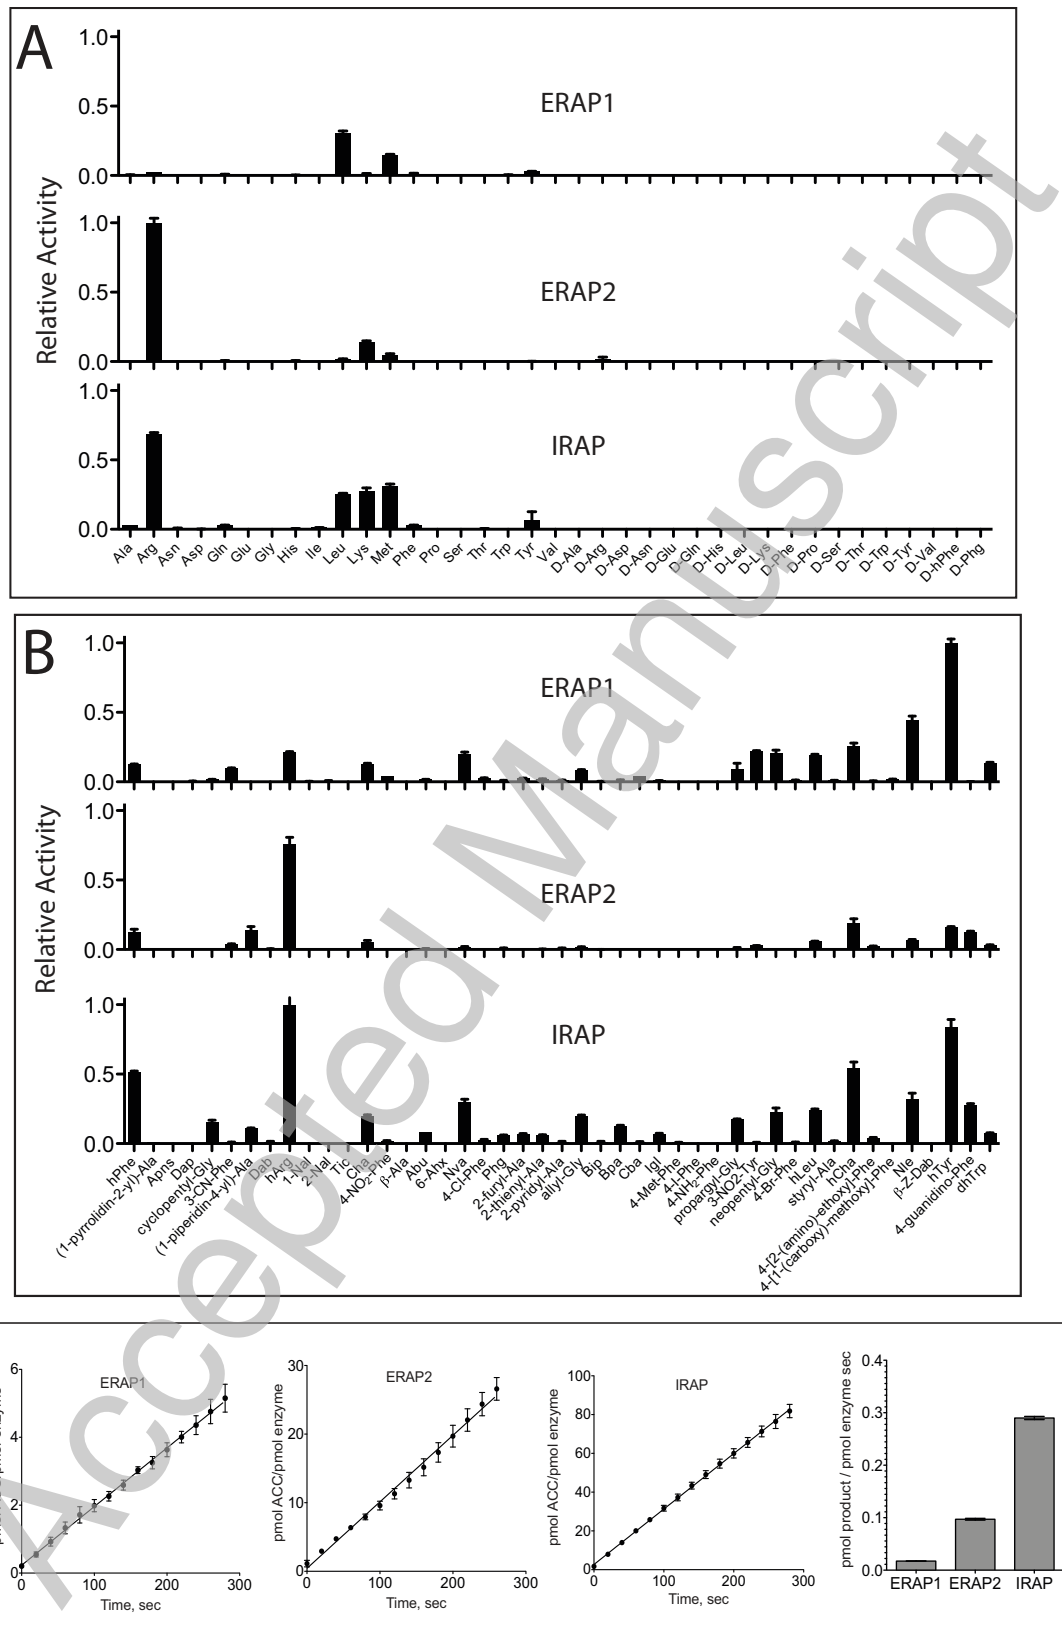 A
1.0
0.5
0.0
ERAP1
1.0
0.5
0.0
ERAP2
1.0
0.5
0.0
IRAP
Relative Activity
Ala Arg Asn Asp Gln Glu Gly His Ile Leu Lys Met Phe Pro Ser Thr Trp Tyr Val D-Ala D-Arg D-Asp D-Asn D-Glu D-Gln D-His D-Leu D-Lys D-Phe D-Pro D-Ser D-Thr D-Trp D-Tyr D-Val D-hPhe D-Phg
B
1.0
0.5
0.0
ERAP1
1.0
0.5
0.0
ERAP2
1.0
0.5
0.0
IRAP
Relative Activity
hPhe
(1-pyrrolidin-2-yl)-Ala
Apns
Dap
cyclopentyl-Gly
3-CN-Phe
(1-piperidin-4-yl)-Ala
Dab
hArg
1-Nal
2-Nal
Tic
Cha
4-NO2-Phe
β-Ala
Abu
6-Ahx
Nva
4-Cl-Phe
Phg
2-furyl-Ala
2-thienyl-Ala
2-pyridyl-Ala
allyl-Gly
Bip
Bpa
Cba
Igl
4-Met-Phe
4-I-Phe
4-NH2-Phe
propargyl-Gly
3-NO2-Tyr
neopentyl-Gly
4-Br-Phe
hLeu
styryl-Ala
hCha
4-[2-(amino)-ethoxyl]-Phe
4-[1-(carboxy)-methoxy]-Phe
Nle
β-Z-Dab
hTyr
4-guanidino-Phe
dhTrp
6
4
2
0
0 100 200 300
ERAP1
Time, sec
30
20
10
0
0 100 200 300
ERAP2
pmol ACC/pmol enzyme
Time, sec
100
80
60
40
20
0
0 100 200 300
IRAP
pmol ACC/pmol enzyme
Time, sec
0.4
0.3
0.2
0.1
0.0
pmol product / pmol enzyme sec
ERAP1 ERAP2 IRAP
Accepted Manuscript